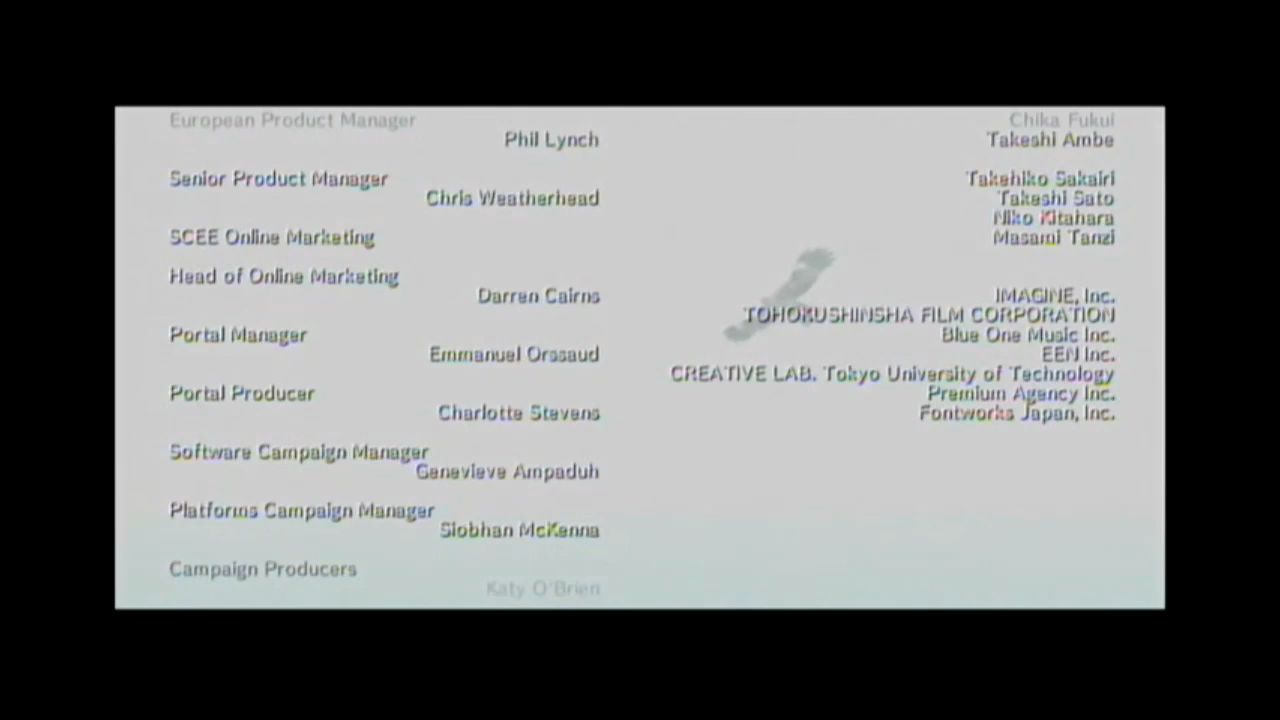 European Product Manager
Phil Lynch
Senior Product Manager
Chris Weatherhead
SCEE Online Marketing
Head of Online Marketing
Darren Cairns
Portal Manager
Emmanuel Orssaud
Portal Producer
Charlotte Stevens
Software Campaign Manager
Genevieve Ampaduh
Platforms Campaign Manager
Siobhan McKenna
Campaign Producers
Katy O'Brien
Chika Fukui
Takeshi Ambe
Takehiko Sakairi
Takeshi Sato
Niko Kitahara
Masami Tanzi
IMAGINE, Inc.
TOHOKUSHINSHA FILM CORPORATION
Blue One Music Inc.
EEN Inc.
CREATIVE LAB. Tokyo University of Technology
Premium Agency Inc.
Fontworks Japan, Inc.